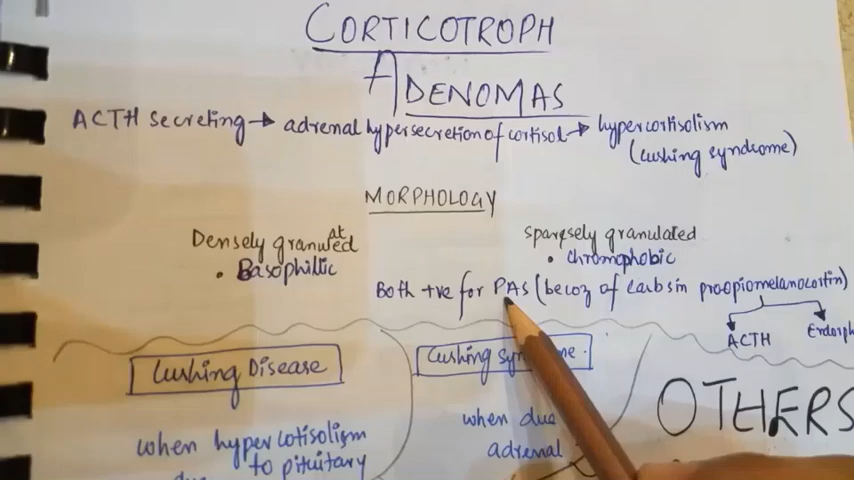 CORTICOTROPH
ADENOMAS
ACTH secreting → adrenal hypersecretion of cortisol → hypercortisolism
(cushing syndrome)
MORPHOLOGY
Densely granulated
• Basophillic
sparsely granulated
• chromophobic
Both +ve for PAS (becoz of carbs in proopiomelanocortin)
ACTH
Endorph
Cushing Disease
Cushing
OTHERS
when hypercotisolism
to pituitary
when due
adrenal